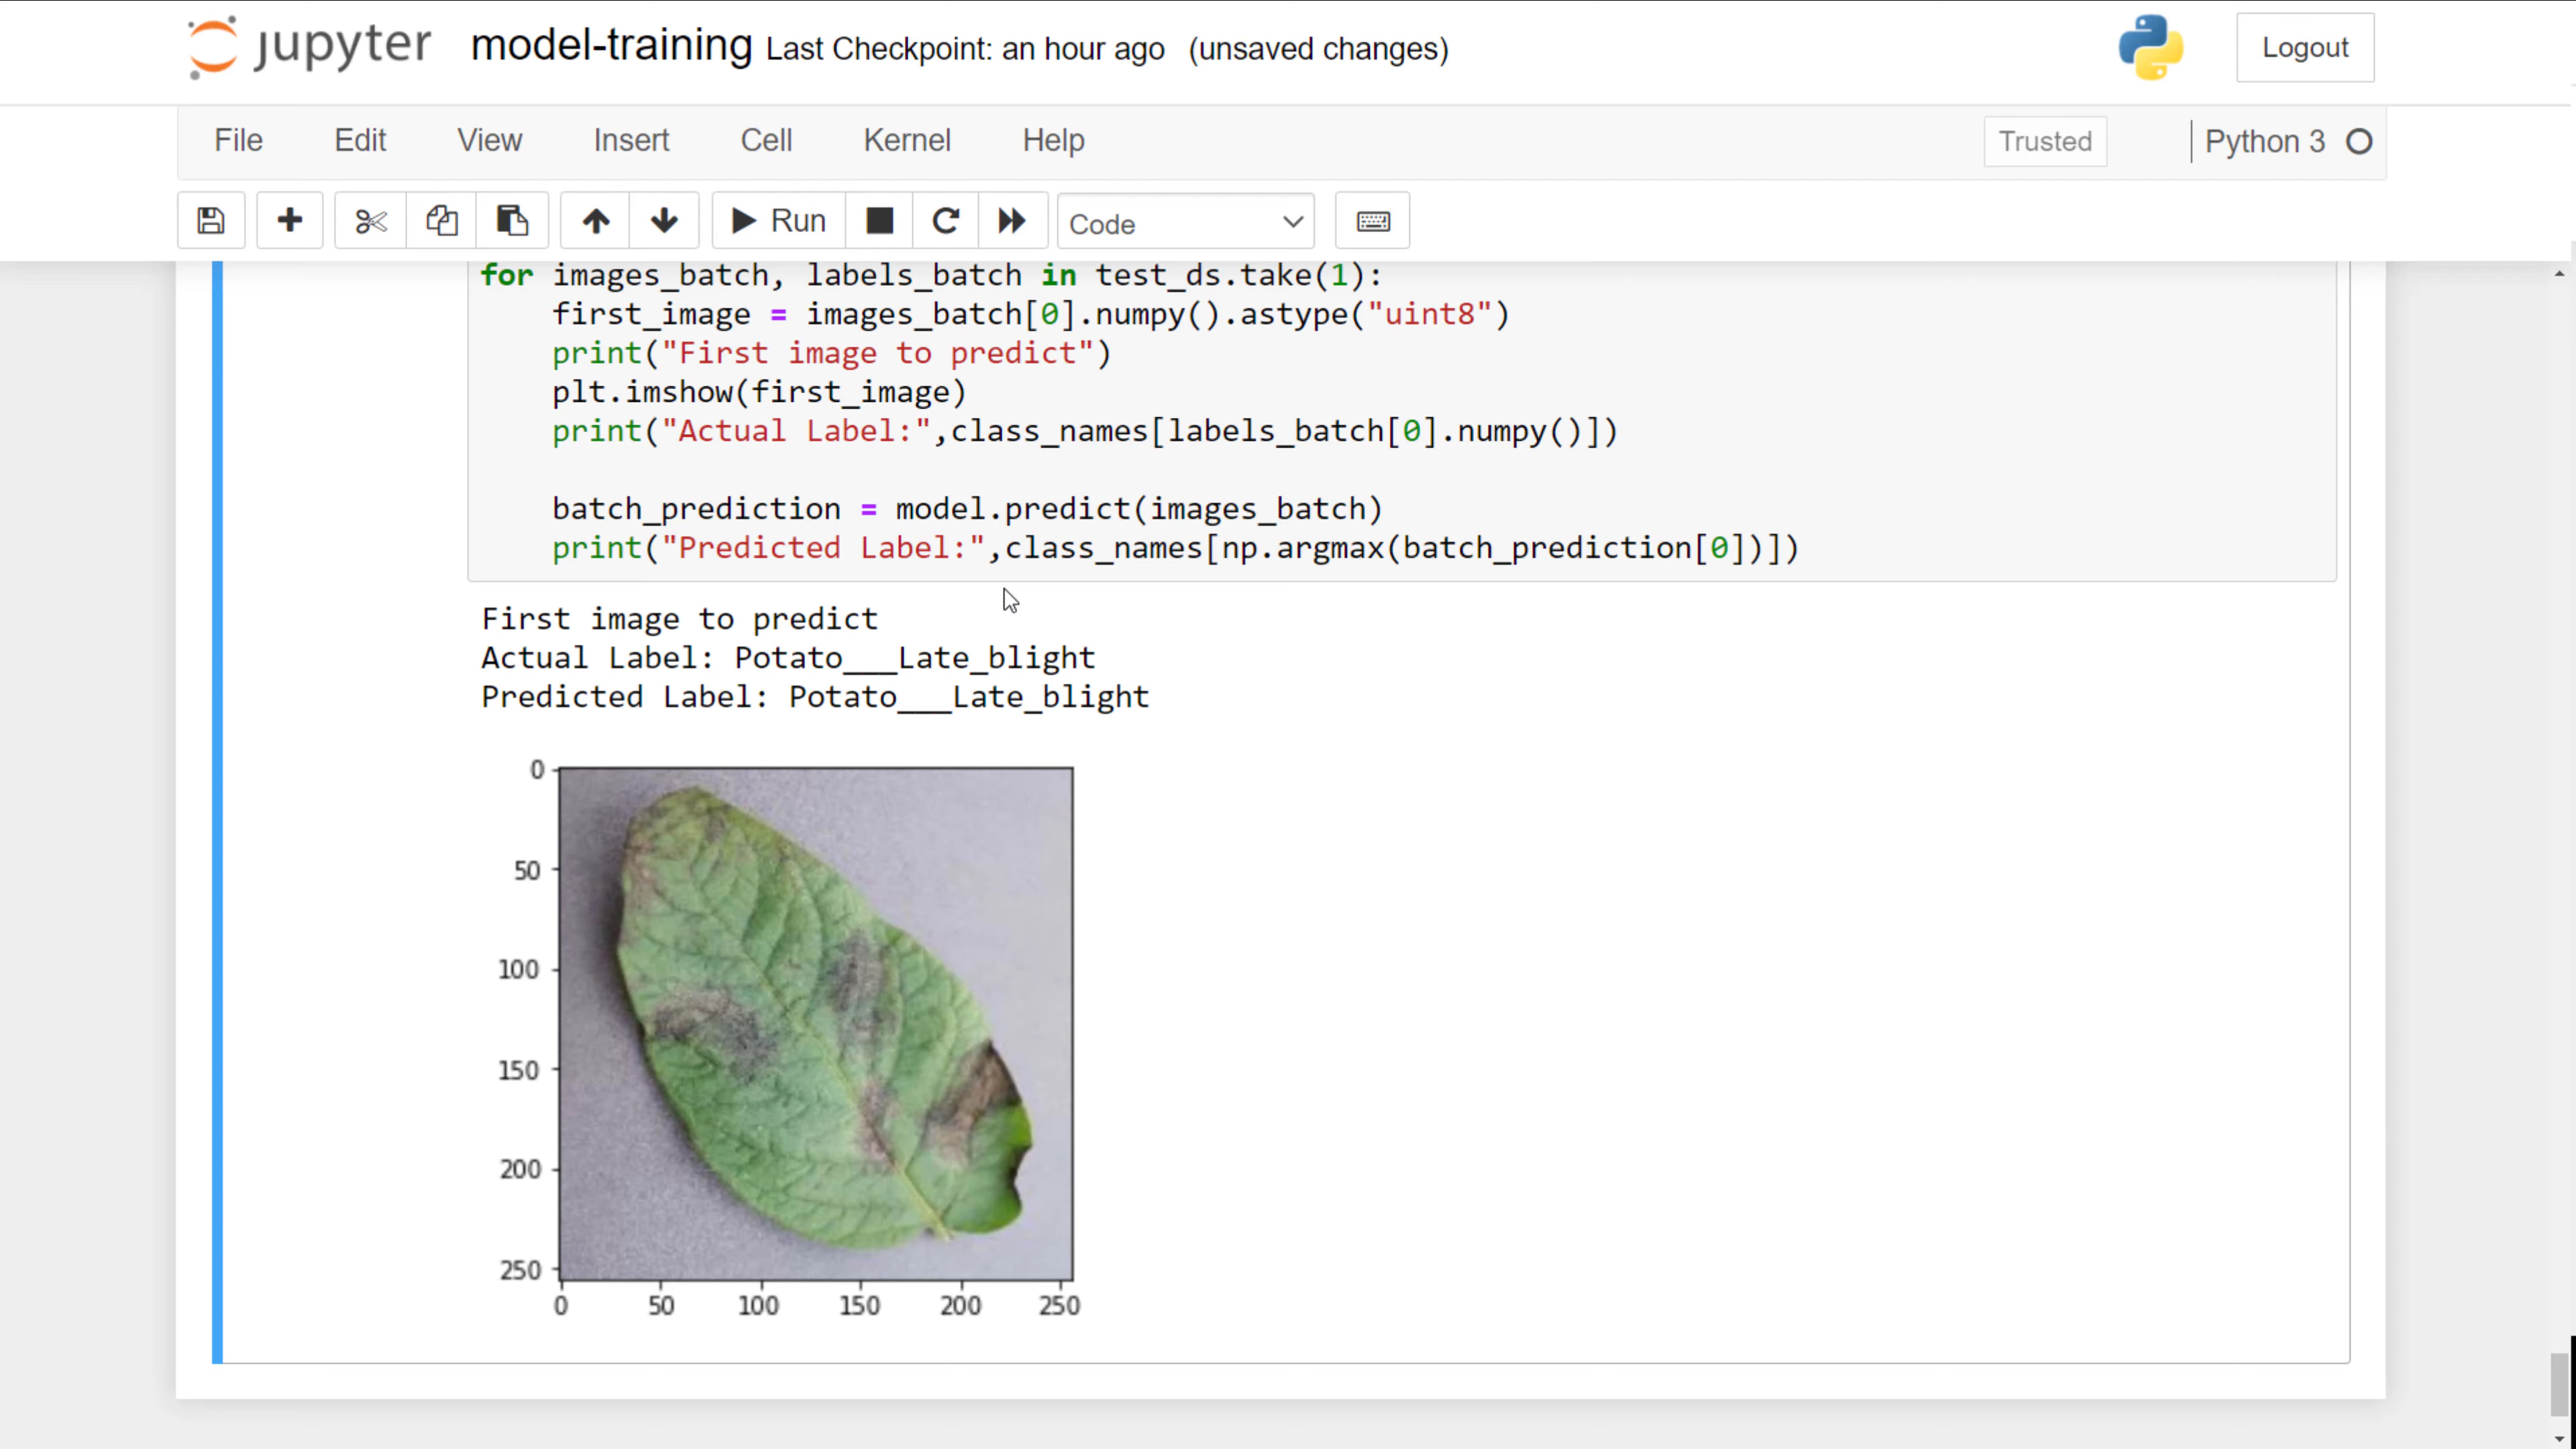 jupyter model-training Last Checkpoint: an hour ago (unsaved changes) Logout
File Edit View Insert Cell Kernel Help Trusted Python 3
Run Code
for images_batch, labels_batch in test_ds.take(1):
first_image = images_batch[0].numpy().astype("uint8")
print("First image to predict")
plt.imshow(first_image)
print("Actual Label:",class_names[labels_batch[0].numpy()])
batch_prediction = model.predict(images_batch)
print("Predicted Label:",class_names[np.argmax(batch_prediction[0])])
First image to predict
Actual Label: Potato___Late_blight
Predicted Label: Potato___Late_blight
0
50
100
150
200
250
0 50 100 150 200 250